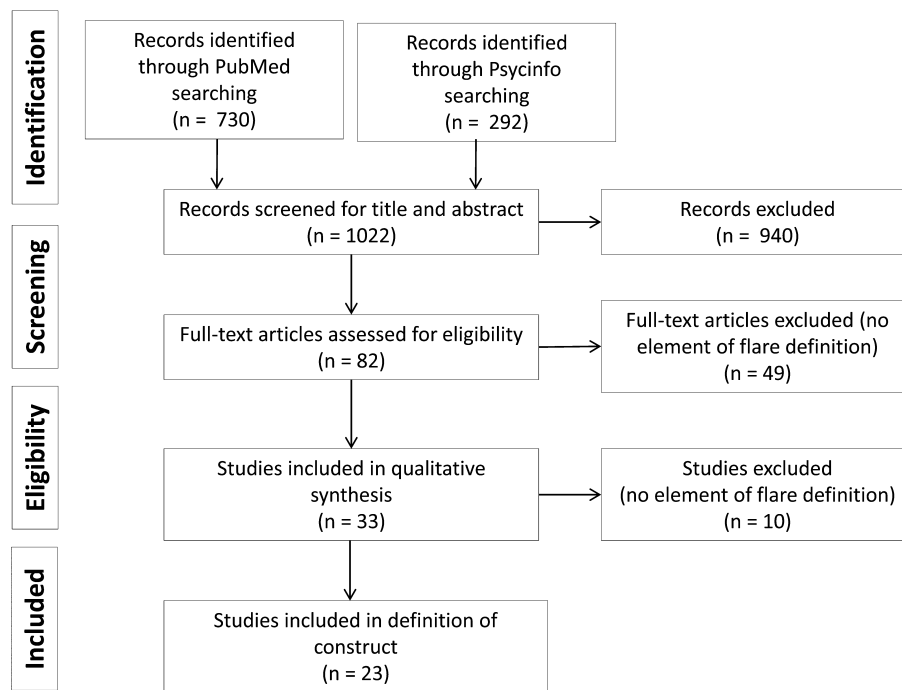 Identification
Records identified
through PubMed
searching
(n = 730)
Records identified
through Psycinfo
searching
(n = 292)
Records screened for title and abstract
(n = 1022)
Records excluded
(n = 940)
Screening
Full-text articles assessed for eligibility
(n = 82)
Full-text articles excluded (no
element of flare definition)
(n = 49)
Eligibility
Studies included in qualitative
synthesis
(n = 33)
Studies excluded
(no element of flare definition)
(n = 10)
Included
Studies included in definition of
construct
(n = 23)